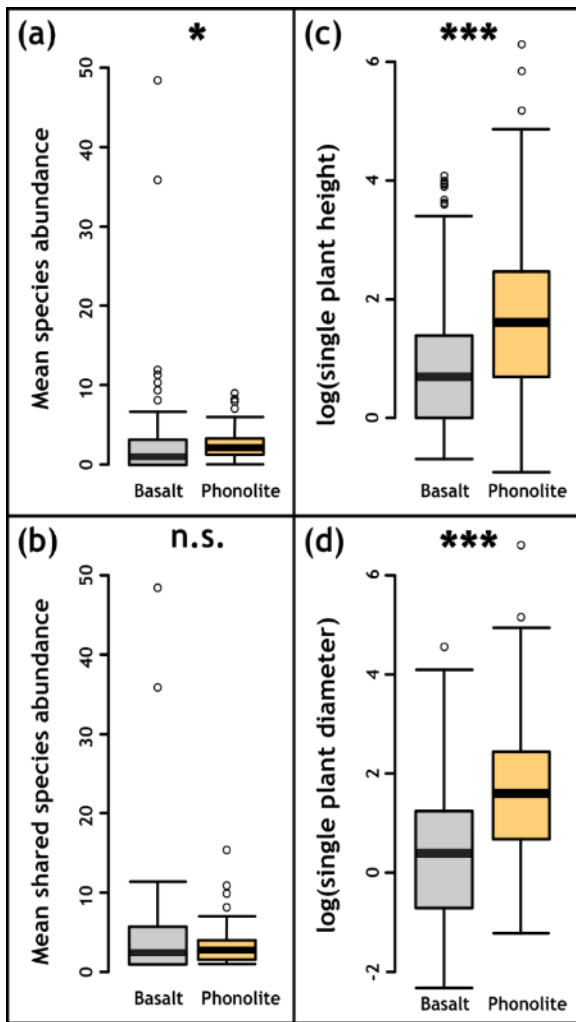 (a)
*
Mean species abundance
50
40
30
20
10
0
Basalt
Phonolite
(c)
***
log(single plant height)
6
4
2
0
Basalt
Phonolite
(b)
n.s.
Mean shared species abundance
50
40
30
20
10
0
Basalt
Phonolite
(d)
***
log(single plant diameter)
6
4
2
0
-2
Basalt
Phonolite